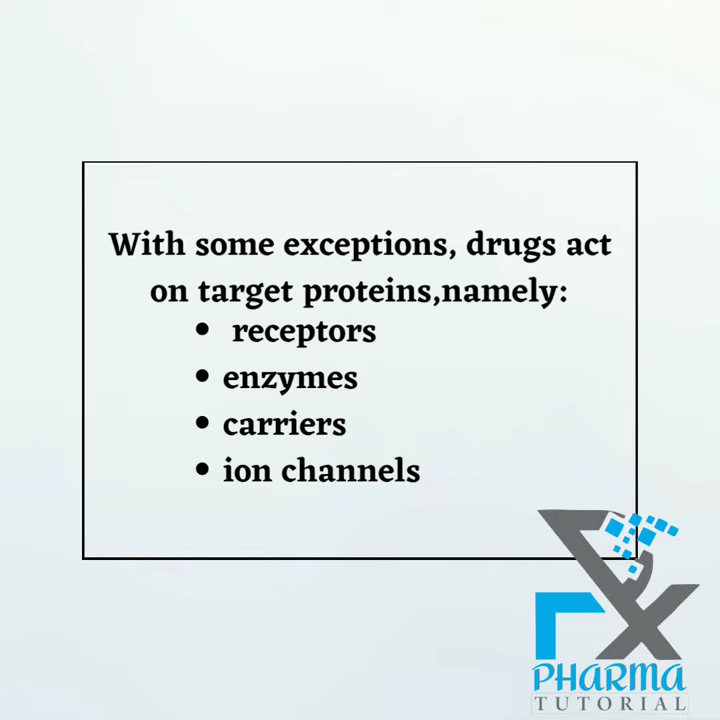 With some exceptions, drugs act
on target proteins,namely:
• receptors
• enzymes
• carriers
• ion channels
PHARMA
TUTORIAL